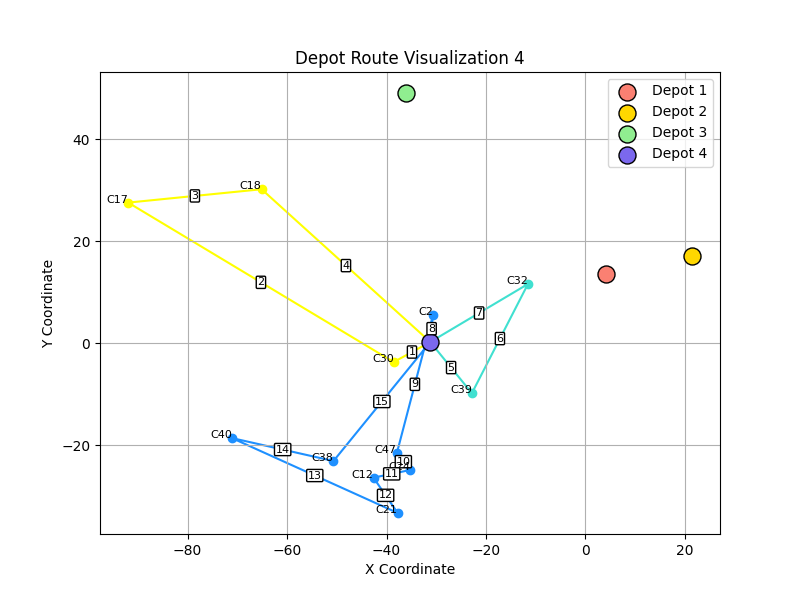 Depot Route Visualization 4
Depot 1
Depot 2
Depot 3
Depot 4
Y Coordinate
40
20
0
−20
C17
3
C18
2
4
C32
C2
7
8
6
1
C30
5
9
C39
15
C40
14
C38
C47
10
11
C12
13
12
C21
−80
−60
−40
−20
0
20
X Coordinate